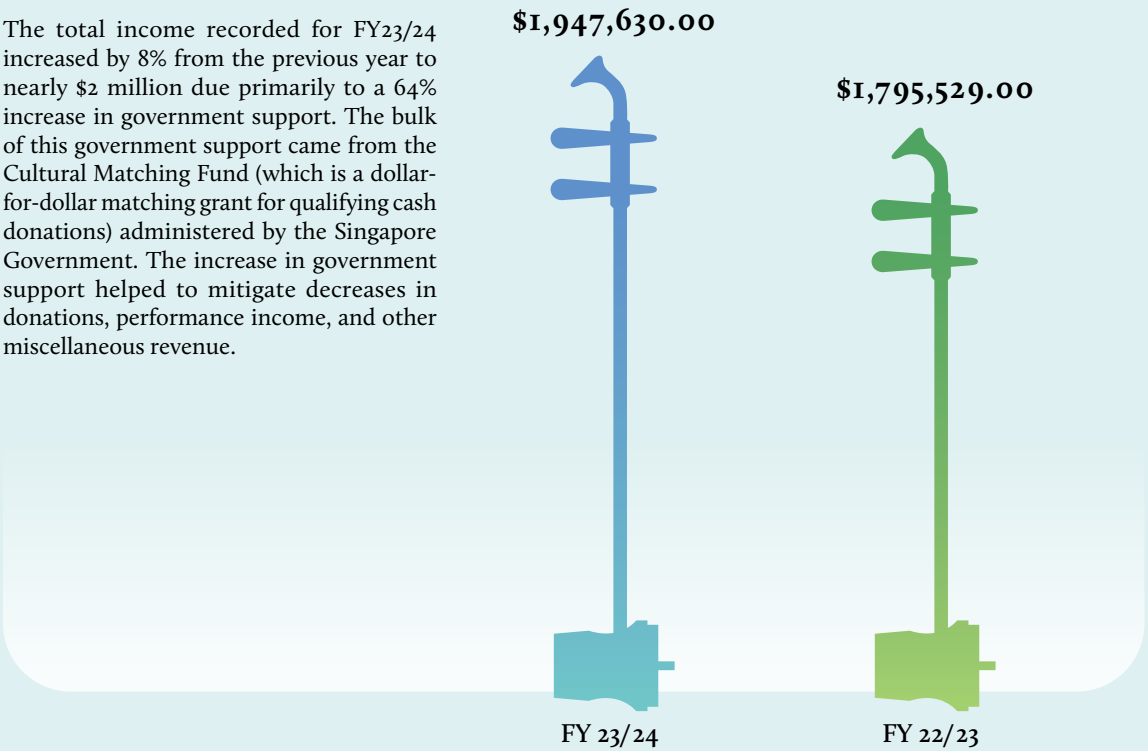 The total income recorded for FY23/24
increased by 8% from the previous year to
nearly $2 million due primarily to a 64%
increase in government support. The bulk
of this government support came from the
Cultural Matching Fund (which is a dollar-
for-dollar matching grant for qualifying cash
donations) administered by the Singapore
Government. The increase in government
support helped to mitigate decreases in
donations, performance income, and other
miscellaneous revenue.
$1,947,630.00
$1,795,529.00
FY 23/24
FY 22/23